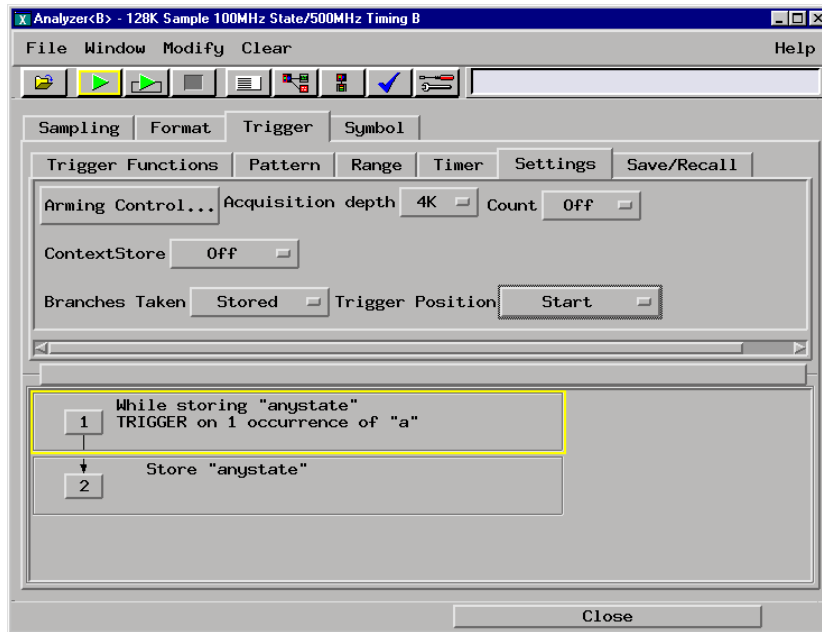 Analyzer<B> - 128K Sample 100MHz State/500MHz Timing B
File Window Modify Clear Help
Sampling Format Trigger Symbol
Trigger Functions Pattern Range Timer Settings Save/Recall
Arming Control... Acquisition depth 4K Count Off
ContextStore Off
Branches Taken Stored Trigger Position Start
While storing "anystate"
1 TRIGGER on 1 occurrence of "a"
Store "anystate"
2
Close